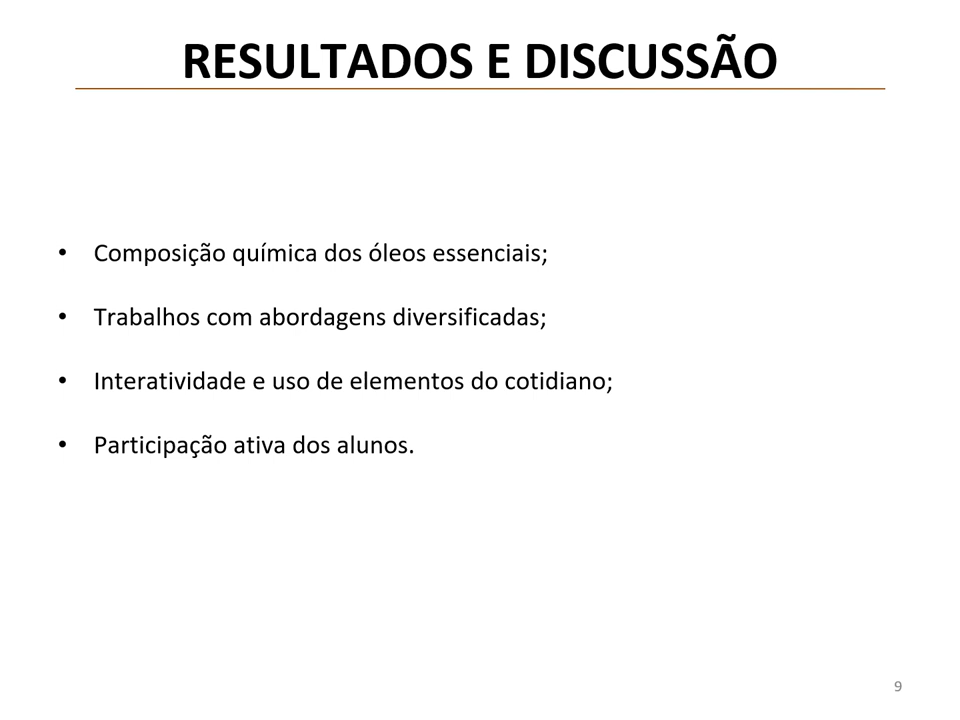 RESULTADOS E DISCUSSÃO
• Composição química dos óleos essenciais;
• Trabalhos com abordagens diversificadas;
• Interatividade e uso de elementos do cotidiano;
• Participação ativa dos alunos.
9